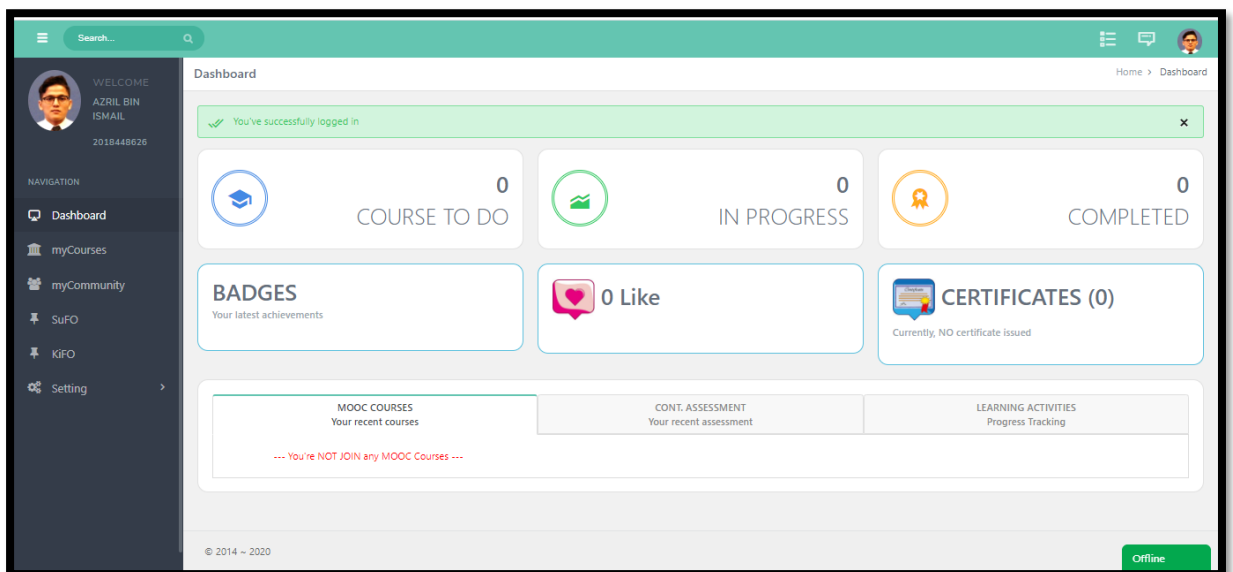 Search...
WELCOME
AZRIL BIN
ISMAIL
2018448626
NAVIGATION
Dashboard
myCourses
myCommunity
SuFO
KiFO
Setting
Dashboard
Home > Dashboard
You've successfully logged in
×
0
COURSE TO DO
0
IN PROGRESS
0
COMPLETED
BADGES
Your latest achievements
0 Like
CERTIFICATES (0)
Currently, NO certificate issued
MOOC COURSES
Your recent courses
CONT. ASSESSMENT
Your recent assessment
LEARNING ACTIVITIES
Progress Tracking
--- You're NOT JOIN any MOOC Courses ---
© 2014 ~ 2020
Offline